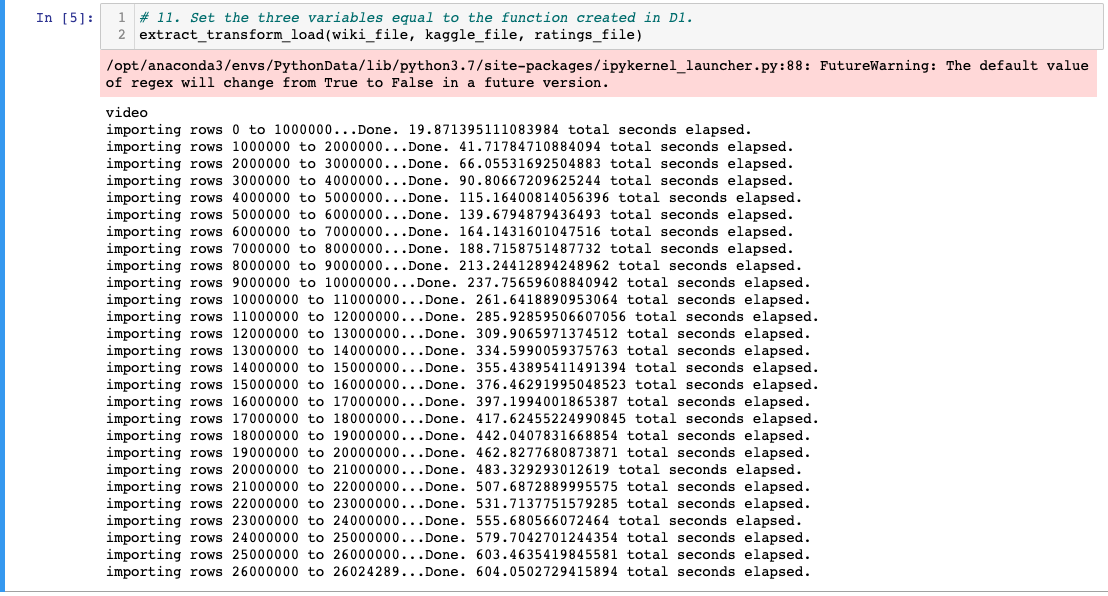 In [5]:
1 # 11. Set the three variables equal to the function created in D1.
2 extract_transform_load(wiki_file, kaggle_file, ratings_file)
/opt/anaconda3/envs/PythonData/lib/python3.7/site-packages/ipykernel_launcher.py:88: FutureWarning: The default value
of regex will change from True to False in a future version.
video
importing rows 0 to 1000000...Done. 19.871395111083984 total seconds elapsed.
importing rows 1000000 to 2000000...Done. 41.71784710884094 total seconds elapsed.
importing rows 2000000 to 3000000...Done. 66.05531692504883 total seconds elapsed.
importing rows 3000000 to 4000000...Done. 90.80667209625244 total seconds elapsed.
importing rows 4000000 to 5000000...Done. 115.16400814056396 total seconds elapsed.
importing rows 5000000 to 6000000...Done. 139.6794879436493 total seconds elapsed.
importing rows 6000000 to 7000000...Done. 164.1431601047516 total seconds elapsed.
importing rows 7000000 to 8000000...Done. 188.7158751487732 total seconds elapsed.
importing rows 8000000 to 9000000...Done. 213.24412894248962 total seconds elapsed.
importing rows 9000000 to 10000000...Done. 237.75659608840942 total seconds elapsed.
importing rows 10000000 to 11000000...Done. 261.6418890953064 total seconds elapsed.
importing rows 11000000 to 12000000...Done. 285.92859506607056 total seconds elapsed.
importing rows 12000000 to 13000000...Done. 309.9065971374512 total seconds elapsed.
importing rows 13000000 to 14000000...Done. 334.5990059375763 total seconds elapsed.
importing rows 14000000 to 15000000...Done. 355.43895411491394 total seconds elapsed.
importing rows 15000000 to 16000000...Done. 376.46291995048523 total seconds elapsed.
importing rows 16000000 to 17000000...Done. 397.1994001865387 total seconds elapsed.
importing rows 17000000 to 18000000...Done. 417.62455224990845 total seconds elapsed.
importing rows 18000000 to 19000000...Done. 442.0407831668854 total seconds elapsed.
importing rows 19000000 to 20000000...Done. 462.8277680873871 total seconds elapsed.
importing rows 20000000 to 21000000...Done. 483.329293012619 total seconds elapsed.
importing rows 21000000 to 22000000...Done. 507.6872889995575 total seconds elapsed.
importing rows 22000000 to 23000000...Done. 531.7137751579285 total seconds elapsed.
importing rows 23000000 to 24000000...Done. 555.680566072464 total seconds elapsed.
importing rows 24000000 to 25000000...Done. 579.7042701244354 total seconds elapsed.
importing rows 25000000 to 26000000...Done. 603.4635419845581 total seconds elapsed.
importing rows 26000000 to 26024289...Done. 604.0502729415894 total seconds elapsed.